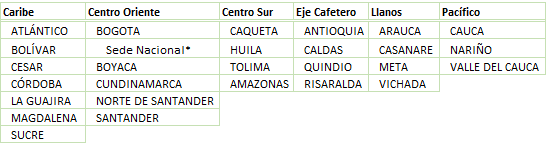 Caribe Centro Oriente Centro Sur Eje Cafetero Llanos Pacífico
ATLÁNTICO BOGOTA CAQUETA ANTIOQUIA ARAUCA CAUCA
BOLÍVAR Sede Nacional* HUILA CALDAS CASANARE NARIÑO
CESAR BOYACA TOLIMA QUINDIO META VALLE DEL CAUCA
CÓRDOBA CUNDINAMARCA AMAZONAS RISARALDA VICHADA
LA GUAJIRA NORTE DE SANTANDER
MAGDALENA SANTANDER
SUCRE